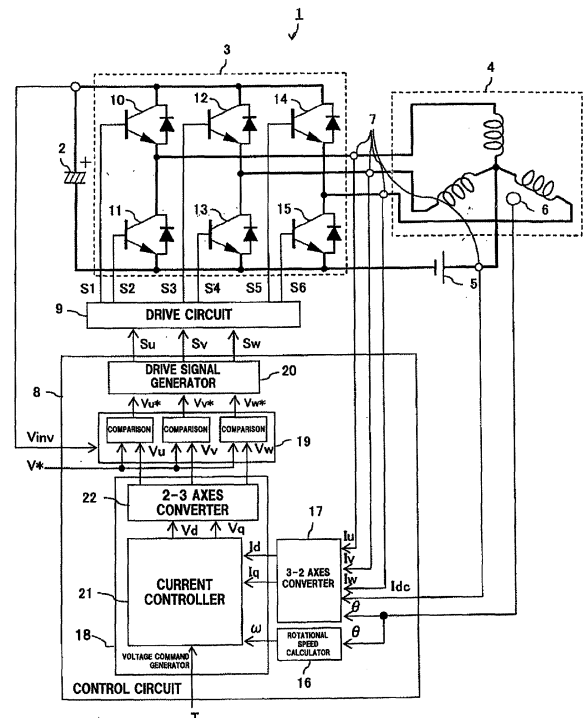 1
3
4
10
12
14
7
2
+
6
11
13
15
S1 S2 S3 S4 S5 S6
5
9
DRIVE CIRCUIT
Su Sv Sw
8
DRIVE SIGNAL GENERATOR
20
Vu* Vv* Vw*
COMPARISON COMPARISON COMPARISON
19
Vinv
V*
Vu Vv Vw
22
2-3 AXES CONVERTER
17
Vd Vq
Id
Iq
3-2 AXES CONVERTER
Iu
Iy
Iw
Idc
θ
21
CURRENT CONTROLLER
18
ω
ROTATIONAL SPEED CALCULATOR
θ
16
VOLTAGE COMMAND GENERATOR
CONTROL CIRCUIT